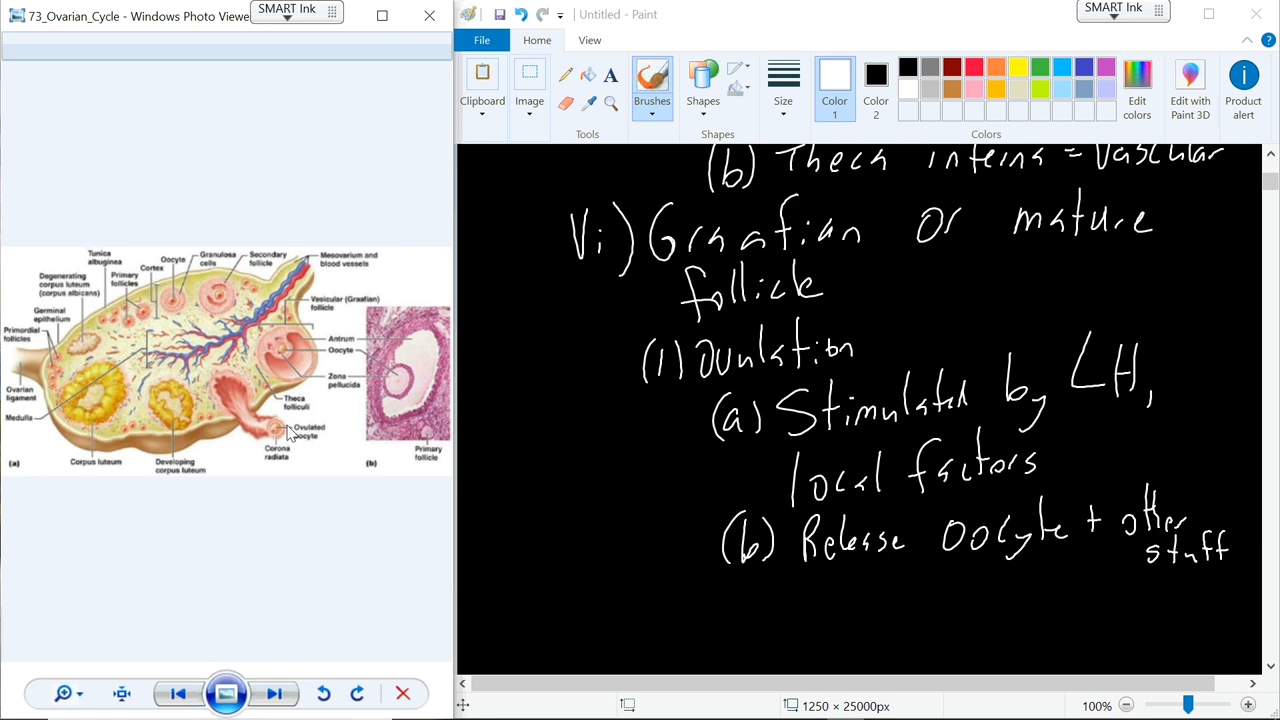 73_Ovarian_Cycle - Windows Photo Viewer
SMART Ink
Untitled - Paint
SMART Ink
File
Home
View
Clipboard
Image
Tools
Brushes
Shapes
Shapes
Size
Color
1
Color
2
Edit
colors
Colors
Edit with
Paint 3D
Product
alert
Tunica
albuginea
Degenerating
corpus luteum
(corpus albicans)
Germinal
epithelium
Primordial
follicles
Ovarian
ligament
Medulla
Primary
follicles
Cortex
Oocyte
Granulosa
cells
Secondary
follicle
Mesovarium and
blood vessels
Vesicular (Graafian)
follicle
Antrum
Oocyte
Zona
pellucida
Theca
folliculi
Ovulated
oocyte
Corona
radiata
Corpus luteum
Developing
corpus luteum
Primary
follicle
(a)
(b)
(b) Theca interna = Vascular
Vi) Graafian or mature
follicle
(1) Ovulation
(a) Stimulated by LH,
local factors
(b) Release oocyte + other
stuff
1250 × 25000px
100%